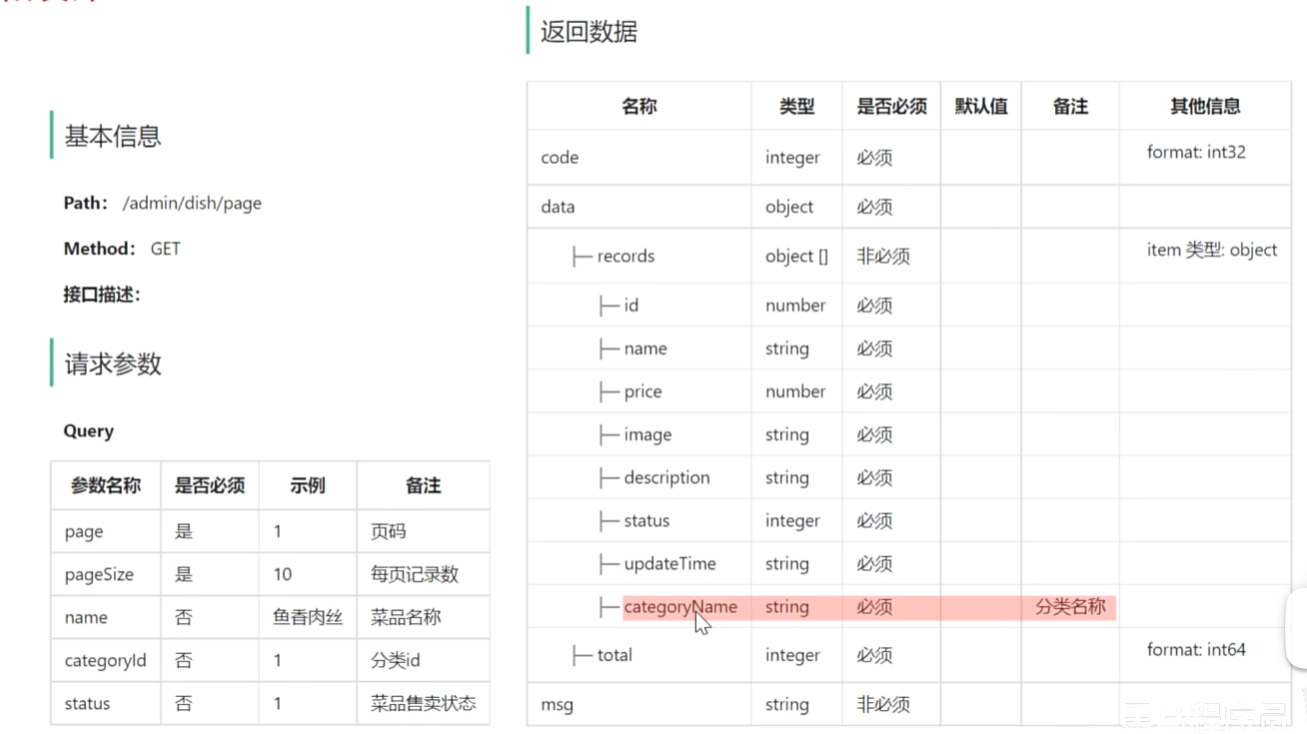 基本信息
Path： /admin/dish/page
Method： GET
接口描述：
请求参数
Query
参数名称 是否必须 示例 备注
page 是 1 页码
pageSize 是 10 每页记录数
name 否 鱼香肉丝 菜品名称
categoryId 否 1 分类id
status 否 1 菜品售卖状态
返回数据
名称 类型 是否必须 默认值 备注 其他信息
code integer 必须 format: int32
data object 必须
├─ records object [] 非必须 item 类型: object
├─ id number 必须
├─ name string 必须
├─ price number 必须
├─ image string 必须
├─ description string 必须
├─ status integer 必须
├─ updateTime string 必须
├─ categoryName string 必须 分类名称
├─ total integer 必须 format: int64
msg string 非必须